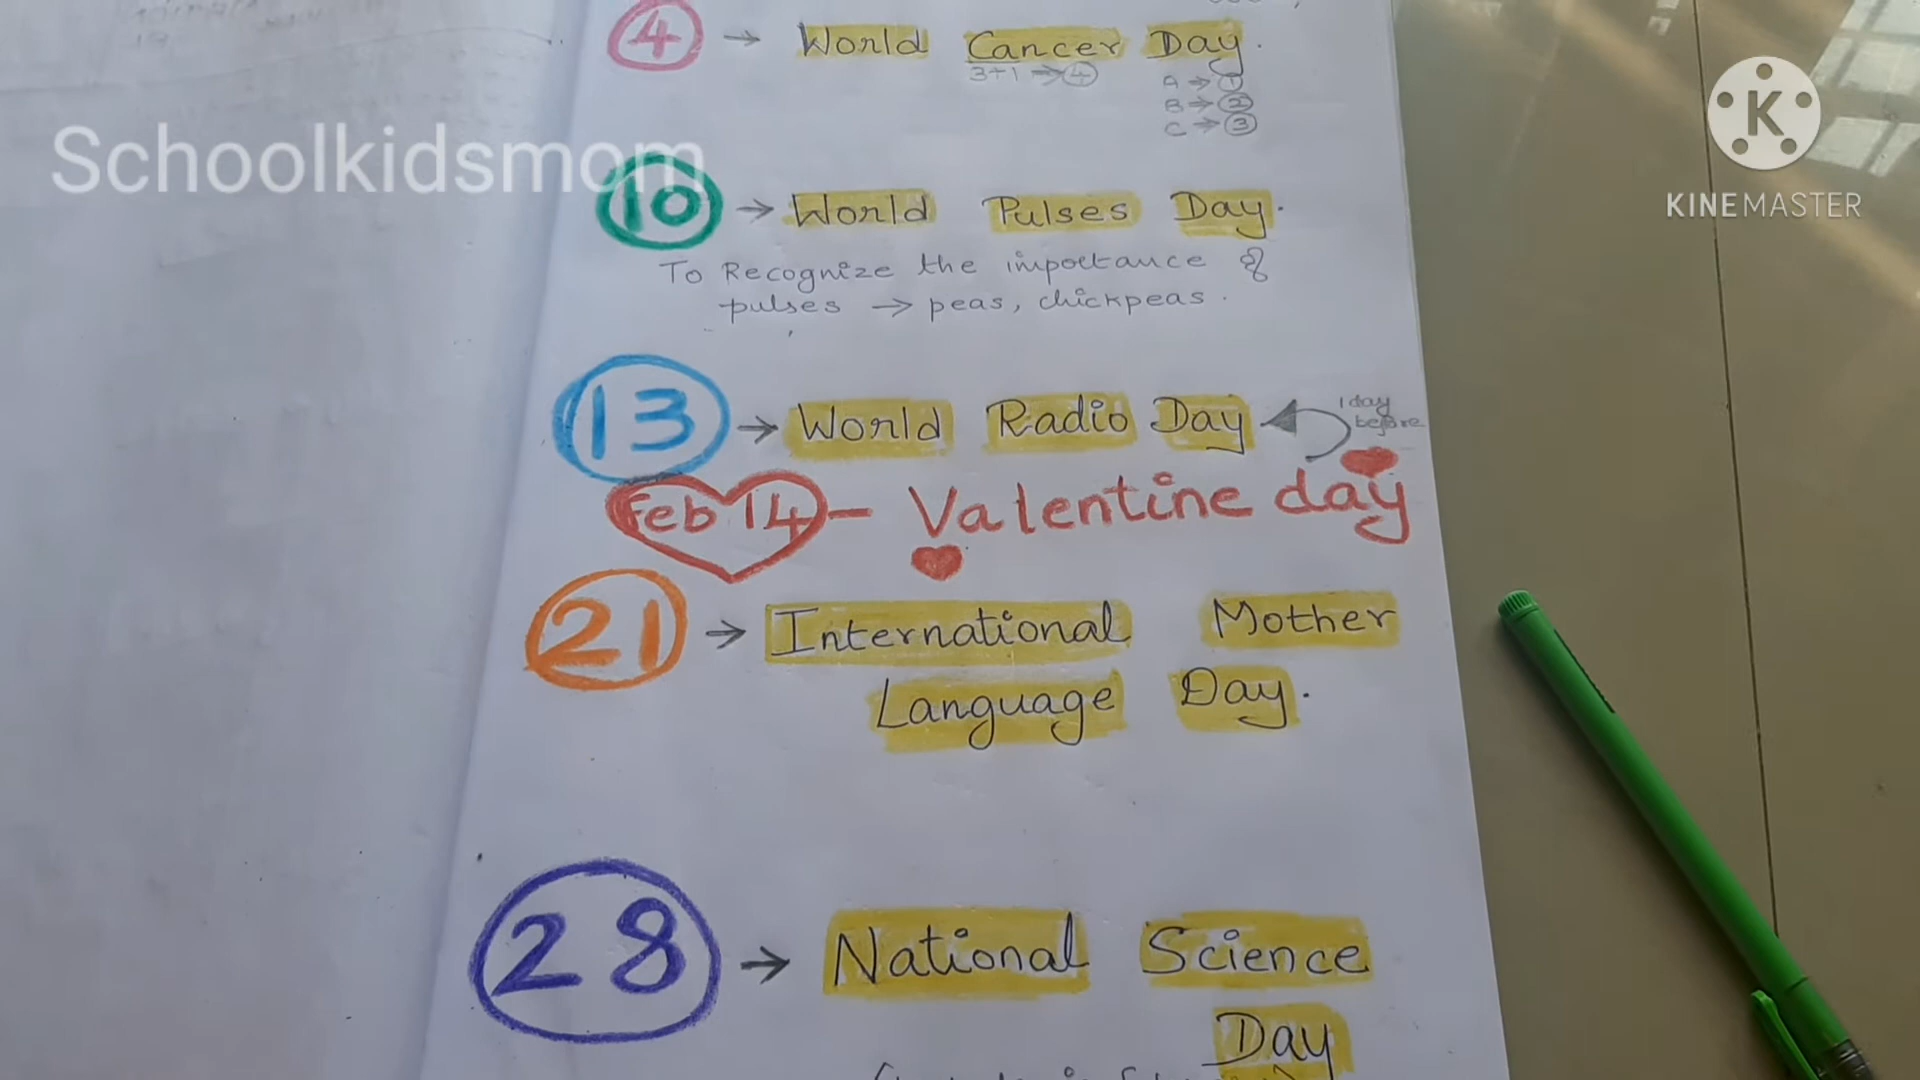 4 → World Cancer Day.
3+1 → 4
A → 1
B → 2
C → 3
Schoolkidsmom
K
KINEMASTER
10 → World Pulses Day.
To Recognize the importance of
pulses → peas, chickpeas.
13 → World Radio Day
1 day
before
Feb 14 - Valentine day
21 → International Mother
Language Day.
28 → National Science
Day